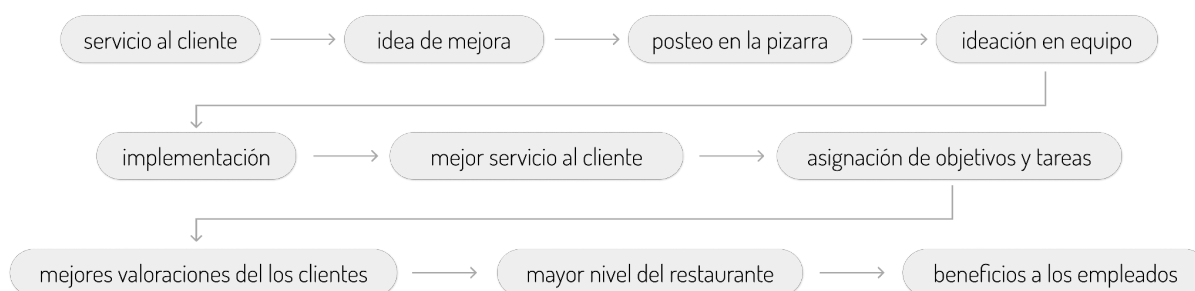 servicio al cliente
idea de mejora
posteo en la pizarra
ideación en equipo
implementación
mejor servicio al cliente
asignación de objetivos y tareas
mejores valoraciones del los clientes
mayor nivel del restaurante
beneficios a los empleados